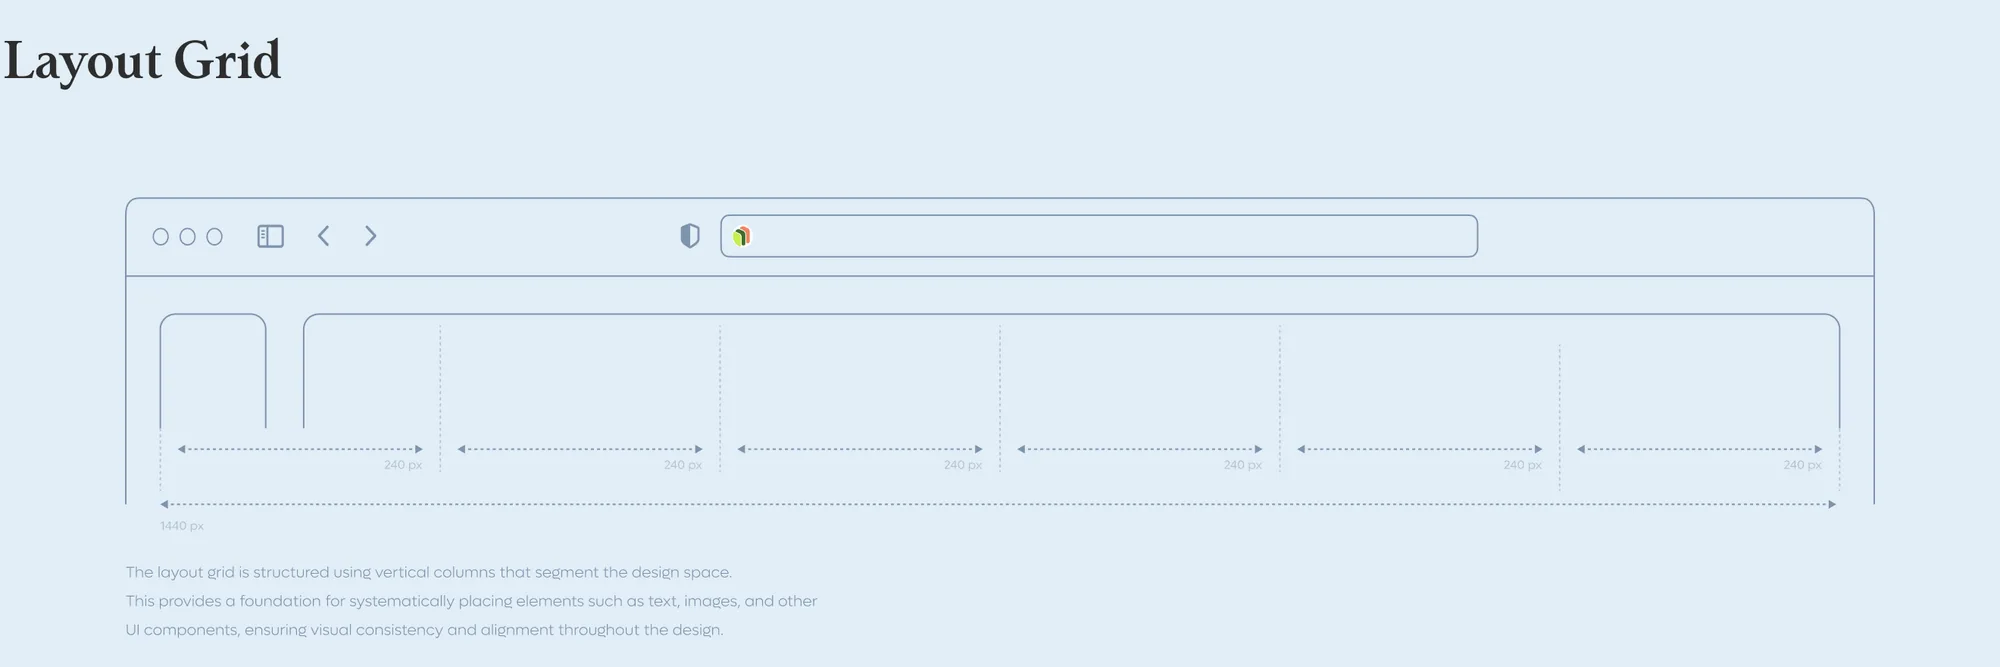 Layout Grid
240 px
240 px
240 px
240 px
240 px
240 px
1440 px
The layout grid is structured using vertical columns that segment the design space.
This provides a foundation for systematically placing elements such as text, images, and other
UI components, ensuring visual consistency and alignment throughout the design.